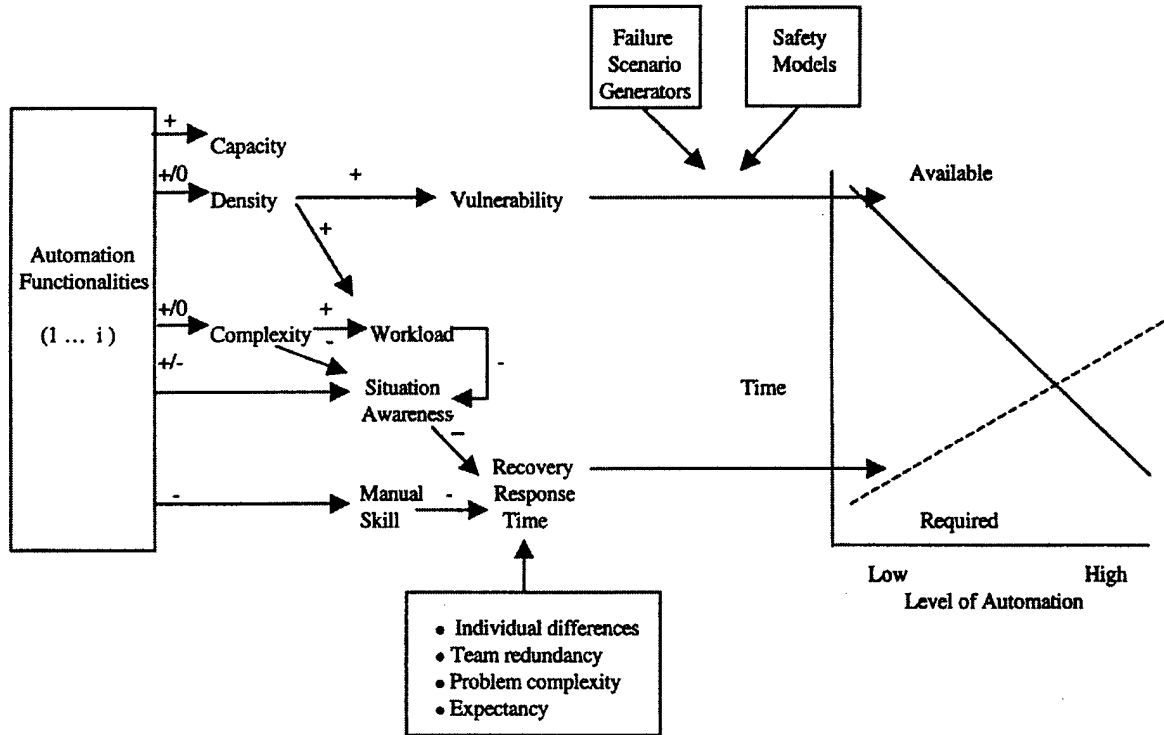 Failure
Scenario
Generators
Safety
Models
+
Capacity
+/0
Density
+
Vulnerability
Available
+
Automation
Functionalities
(1 ... i )
+/0
Complexity
+
-
Workload
-
+/-
Situation
Awareness
-
Time
Recovery
Response
Time
-
Manual
Skill
-
Required
Low
High
Level of Automation
• Individual differences
• Team redundancy
• Problem complexity
• Expectancy